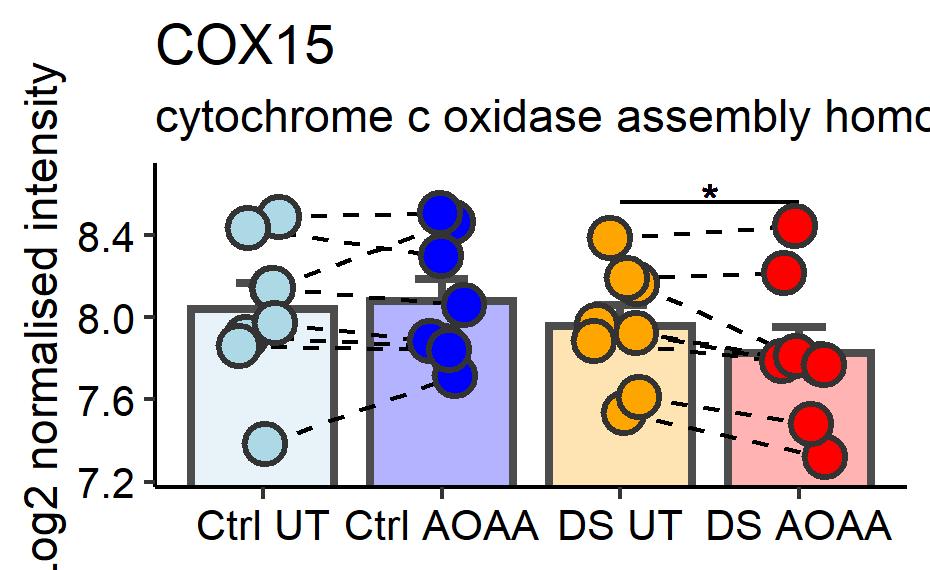 COX15
cytochrome c oxidase assembly homo
log2 normalised intensity
*
8.4
8.0
7.6
7.2
Ctrl UT Ctrl AOAA DS UT DS AOAA